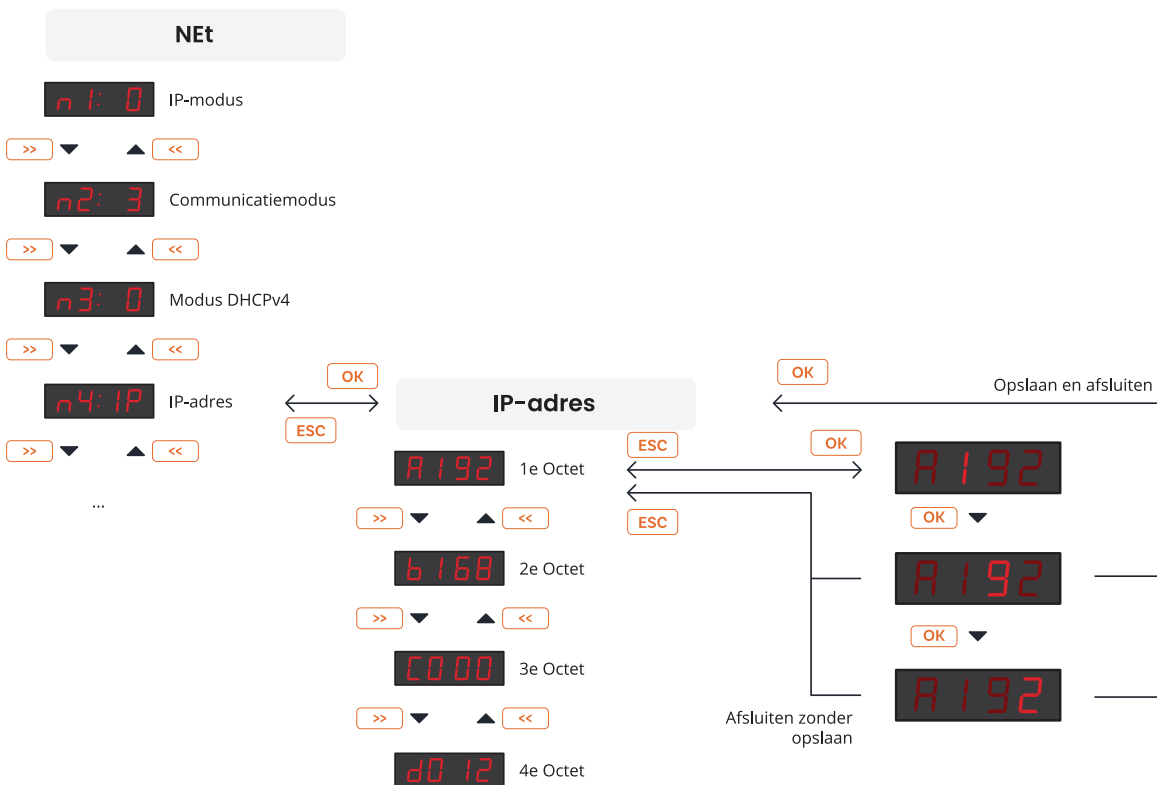 NEt
n1: 0 IP-modus
>> <<
n2: 3 Communicatiemodus
>> <<
n3: 0 Modus DHCPv4
>> <<
n4:IP IP-adres
>> <<
...
OK
ESC
IP-adres
OK
Opslaan en afsluiten
A192 1e Octet
>> <<
b168 2e Octet
>> <<
C000 3e Octet
>> <<
d012 4e Octet
ESC
OK
ESC
A192
OK
A192
OK
A192
Afsluiten zonder
opslaan